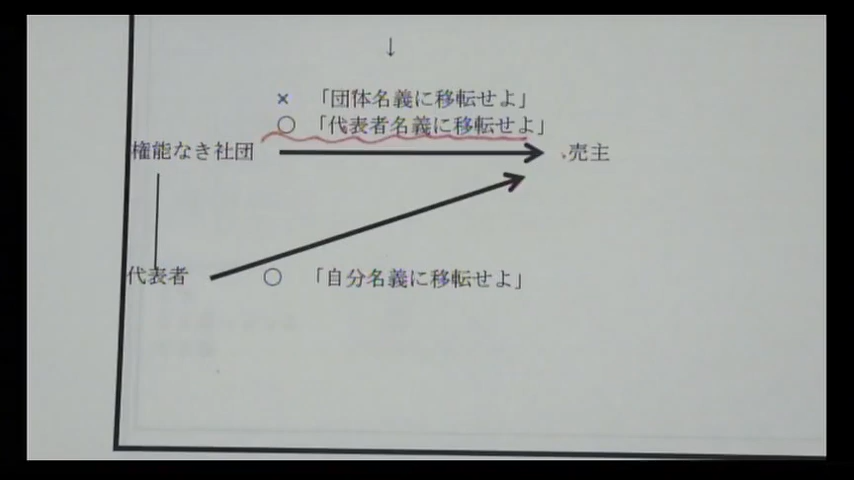 ↓
× 「団体名義に移転せよ」
○ 「代表者名義に移転せよ」
権能なき社団
売主
代表者
○ 「自分名義に移転せよ」